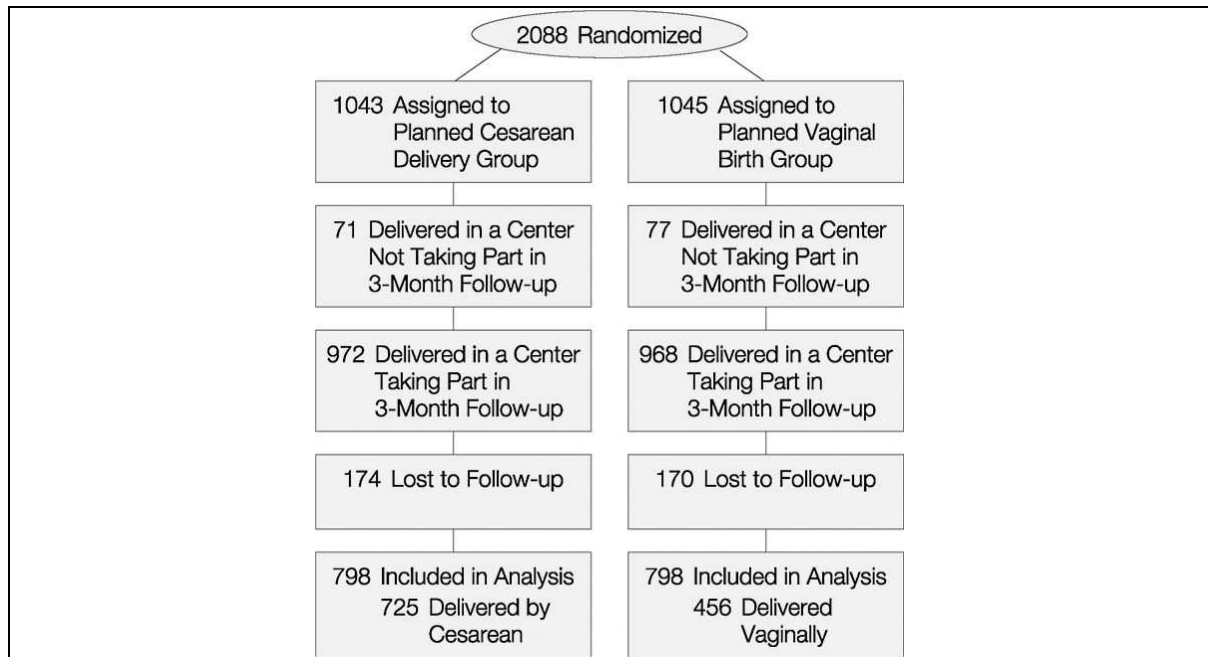 2088 Randomized
1043 Assigned to
Planned Cesarean
Delivery Group
1045 Assigned to
Planned Vaginal
Birth Group
71 Delivered in a Center
Not Taking Part in
3-Month Follow-up
77 Delivered in a Center
Not Taking Part in
3-Month Follow-up
972 Delivered in a Center
Taking Part in
3-Month Follow-up
968 Delivered in a Center
Taking Part in
3-Month Follow-up
174 Lost to Follow-up
170 Lost to Follow-up
798 Included in Analysis
725 Delivered by
Cesarean
798 Included in Analysis
456 Delivered
Vaginally